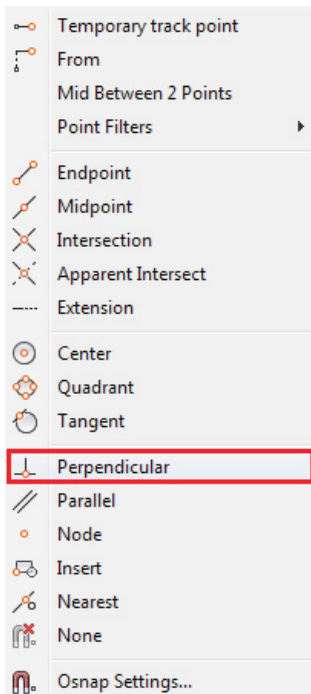 Temporary track point
From
Mid Between 2 Points
Point Filters
Endpoint
Midpoint
Intersection
Apparent Intersect
Extension
Center
Quadrant
Tangent
Perpendicular
Parallel
Node
Insert
Nearest
None
Osnap Settings...